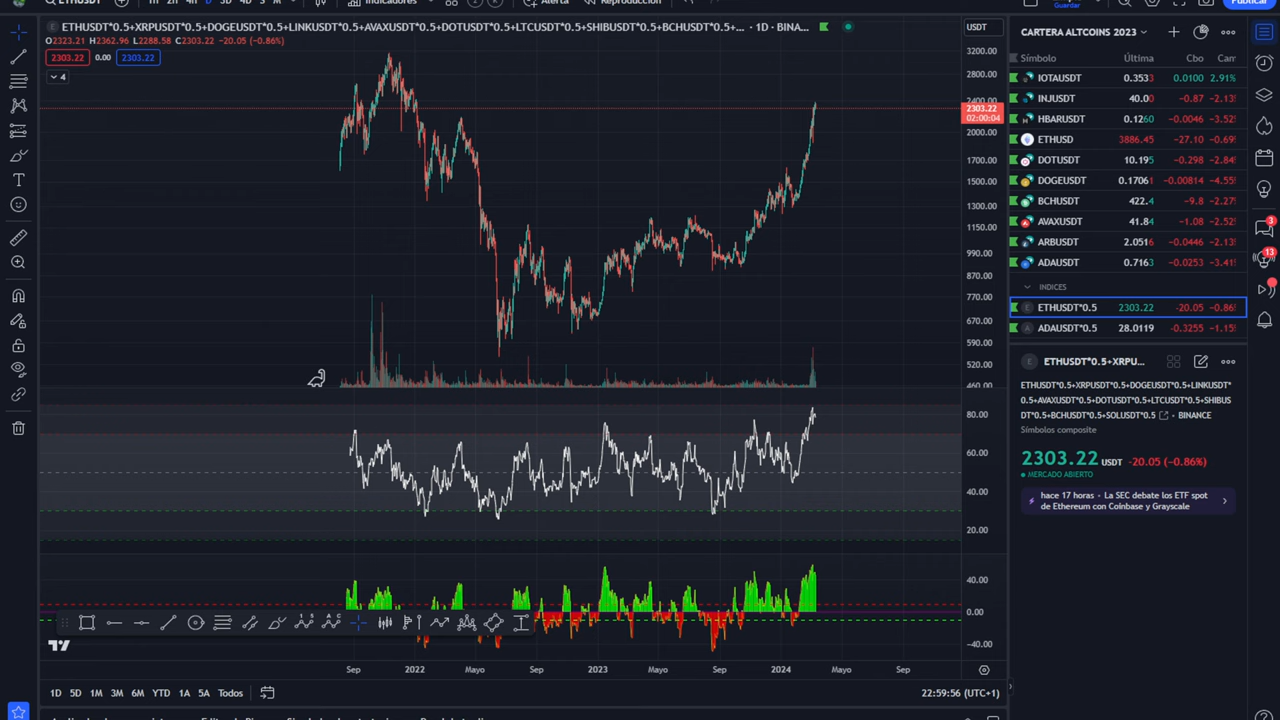 ETHUSDT*0.5+XRPUSDT*0.5+DOGEUSDT*0.5+LINKUSDT*0.5+AVAXUSDT*0.5+DOTUSDT*0.5+LTCUSDT*0.5+SHIBUSDT*0.5+BCHUSDT*0.5+... · 1D · BINA...
O2323.21 H2362.96 L2288.58 C2303.22 -20.05 (-0.86%)
2303.22 0.00 2303.22
4
USDT
3200.00
2800.00
2400.00
2303.22
02:00:04
2000.00
1700.00
1500.00
1300.00
1150.00
990.00
870.00
770.00
670.00
590.00
520.00
460.00
80.00
60.00
40.00
20.00
40.00
0.00
-40.00
Sep 2022 Mayo Sep 2023 Mayo Sep 2024 Mayo Sep
1D 5D 1M 3M 6M YTD 1A 5A Todos
22:59:56 (UTC+1)
CARTERA ALTCOINS 2023
Símbolo Última Cbo Cam
IOTAUSDT 0.3533 0.0100 2.91%
INJUSDT 40.00 -0.87 -2.13%
HBARUSDT 0.1260 -0.0046 -3.52%
ETHUSD 3886.45 -27.10 -0.69%
DOTUSDT 10.195 -0.298 -2.84%
DOGEUSDT 0.17061 -0.00814 -4.55%
BCHUSDT 422.4 -9.8 -2.27%
AVAXUSDT 41.84 -1.08 -2.52%
ARBUSDT 2.0516 -0.0446 -2.13%
ADAUSDT 0.7163 -0.0253 -3.41%
INDICES
ETHUSDT*0.5 2303.22 -20.05 -0.86%
ADAUSDT*0.5 28.0119 -0.3255 -1.15%
ETHUSDT*0.5+XRPU...
ETHUSDT*0.5+XRPUSDT*0.5+DOGEUSDT*0.5+LINKUSDT
*0.5+AVAXUSDT*0.5+DOTUSDT*0.5+LTCUSDT*0.5+SHIBUS
DT*0.5+BCHUSDT*0.5+SOLUSDT*0.5 · BINANCE
Símbolos composite
2303.22 USDT -20.05 (-0.86%)
MERCADO ABIERTO
hace 17 horas · La SEC debate los ETF spot
de Ethereum con Coinbase y Grayscale
3
13
Guardar